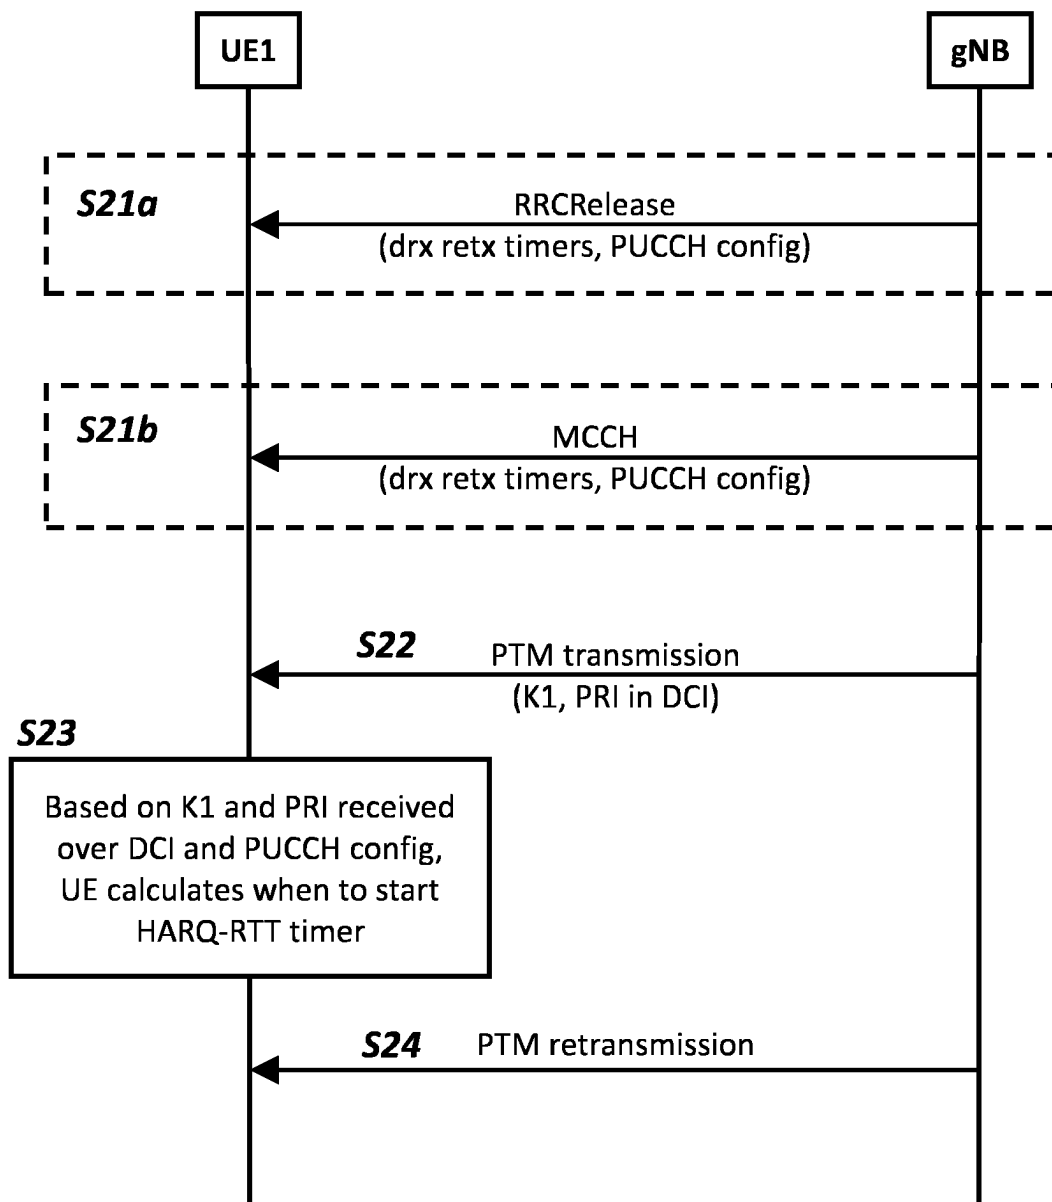 UE1
gNB
S21a
RRCRelease
(drx retx timers, PUCCH config)
S21b
MCCH
(drx retx timers, PUCCH config)
S22
PTM transmission
(K1, PRI in DCI)
S23
Based on K1 and PRI received
over DCI and PUCCH config,
UE calculates when to start
HARQ-RTT timer
S24
PTM retransmission